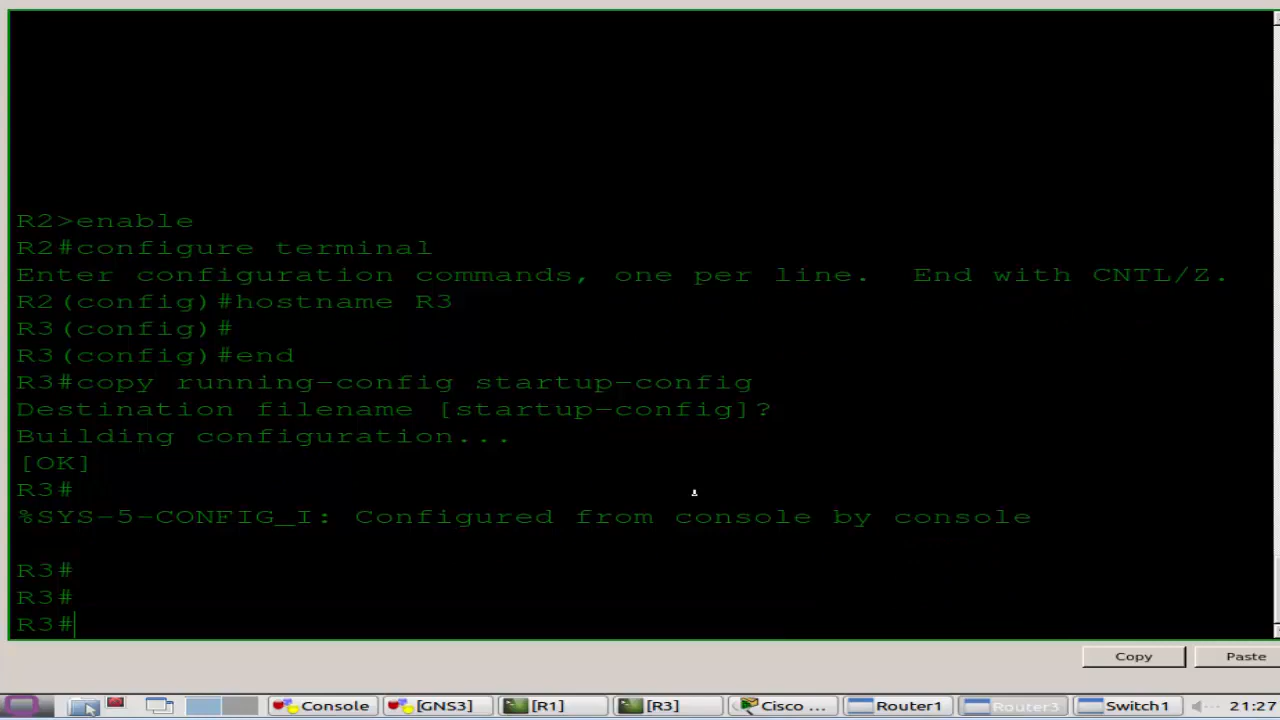 R2>enable
R2#configure terminal
Enter configuration commands, one per line.  End with CNTL/Z.
R2(config)#hostname R3
R3(config)#
R3(config)#end
R3#copy running-config startup-config
Destination filename [startup-config]?
Building configuration...
[OK]
R3#
%SYS-5-CONFIG_I: Configured from console by console
R3#
R3#
R3#
Copy Paste
Console [GNS3] [R1] [R3] Cisco ... Router1 Router3 Switch1 21:27